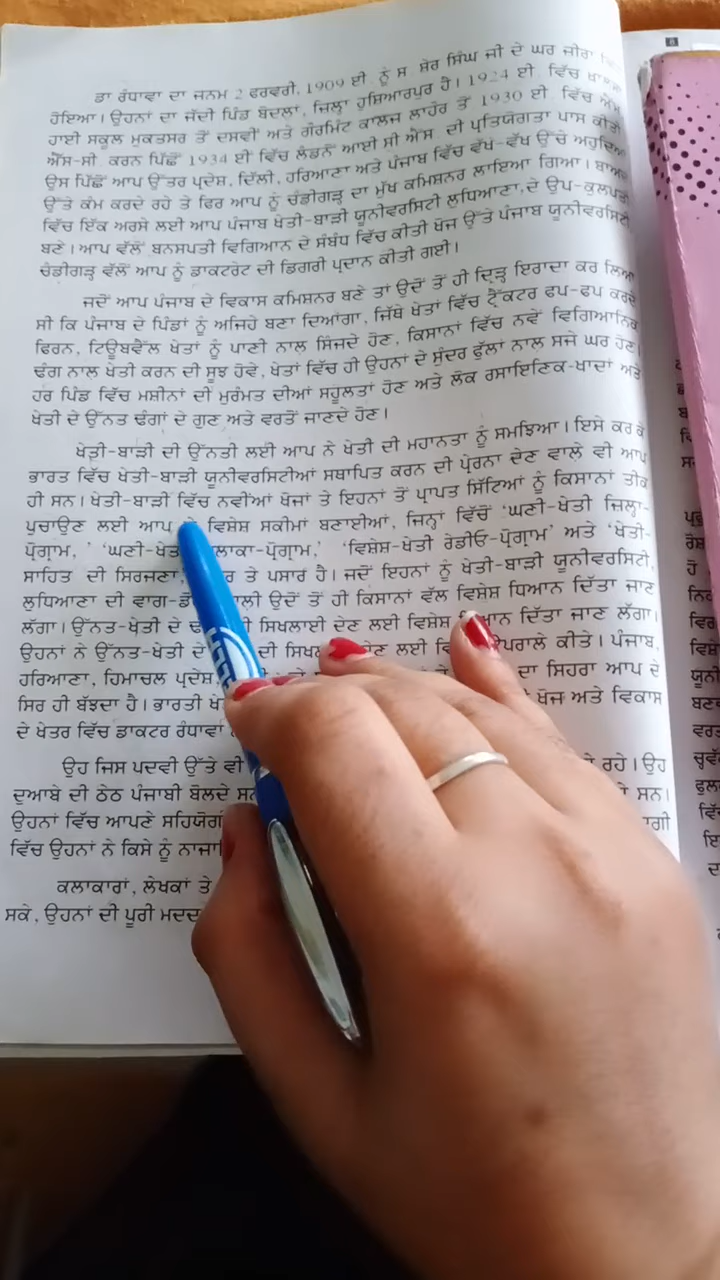 ਡਾ ਰੰਧਾਵਾ ਦਾ ਜਨਮ 2 ਫਰਵਰੀ, 1909 ਈ ਨੂੰ ਸ. ਸ਼ੇਰ ਸਿੰਘ ਜੀ ਦੇ ਘਰ ਜ਼ੀਰਾ
ਹੋਇਆ। ਉਹਨਾਂ ਦਾ ਜੱਦੀ ਪਿੰਡ ਬੋਦਲਾਂ, ਜ਼ਿਲ੍ਹਾ ਹੁਸ਼ਿਆਰਪੁਰ ਹੈ। 1924 ਈ. ਵਿੱਚ ਖਾਲਸਾ
ਹਾਈ ਸਕੂਲ ਮੁਕਤਸਰ ਤੋਂ ਦਸਵੀਂ ਅਤੇ ਗੌਰਮਿੰਟ ਕਾਲਜ ਲਾਹੌਰ ਤੋਂ 1930 ਈ ਵਿੱਚ ਐਮ
ਐੱਸ-ਸੀ. ਕਰਨ ਪਿੱਛੋਂ 1934 ਈ ਵਿੱਚ ਲੰਡਨੋਂ ਆਈ ਸੀ ਐੱਸ. ਦੀ ਪ੍ਰਤਿਯੋਗਤਾ ਪਾਸ ਕੀਤੀ
ਉਸ ਪਿੱਛੋਂ ਆਪ ਉੱਤਰ ਪ੍ਰਦੇਸ਼, ਦਿੱਲੀ, ਹਰਿਆਣਾ ਅਤੇ ਪੰਜਾਬ ਵਿੱਚ ਵੱਖ-ਵੱਖ ਉੱਚੇ ਅਹੁਦਿਆਂ
ਉੱਤੇ ਕੰਮ ਕਰਦੇ ਰਹੇ ਤੇ ਫਿਰ ਆਪ ਨੂੰ ਚੰਡੀਗੜ੍ਹ ਦਾ ਮੁੱਖ ਕਮਿਸ਼ਨਰ ਲਾਇਆ ਗਿਆ। ਬਾਅਦ
ਵਿੱਚ ਇੱਕ ਅਰਸੇ ਲਈ ਆਪ ਪੰਜਾਬ ਖੇਤੀ-ਬਾੜੀ ਯੂਨੀਵਰਸਿਟੀ ਲੁਧਿਆਣਾ,ਦੇ ਉਪ-ਕੁਲਪਤੀ
ਬਣੇ। ਆਪ ਵੱਲੋਂ ਬਨਸਪਤੀ ਵਿਗਿਆਨ ਦੇ ਸੰਬੰਧ ਵਿੱਚ ਕੀਤੀ ਖੋਜ ਉੱਤੇ ਪੰਜਾਬ ਯੂਨੀਵਰਸਿਟੀ
ਚੰਡੀਗੜ੍ਹ ਵੱਲੋਂ ਆਪ ਨੂੰ ਡਾਕਟਰੇਟ ਦੀ ਡਿਗਰੀ ਪ੍ਰਦਾਨ ਕੀਤੀ ਗਈ।
ਜਦੋਂ ਆਪ ਪੰਜਾਬ ਦੇ ਵਿਕਾਸ ਕਮਿਸ਼ਨਰ ਬਣੇ ਤਾਂ ਉਦੋਂ ਤੋਂ ਹੀ ਦਿੜ੍ਹ ਇਰਾਦਾ ਕਰ ਲਿਆ
ਸੀ ਕਿ ਪੰਜਾਬ ਦੇ ਪਿੰਡਾਂ ਨੂੰ ਅਜਿਹੇ ਬਣਾ ਦਿਆਂਗਾ, ਜਿੱਥੇ ਖੇਤਾਂ ਵਿੱਚ ਟ੍ਰੈੱਕਟਰ ਫਪ-ਫਪ ਕਰਦੇ
ਫਿਰਨ, ਟਿਊਬਵੈੱਲ ਖੇਤਾਂ ਨੂੰ ਪਾਣੀ ਨਾਲ ਸਿੰਜਦੇ ਹੋਣ, ਕਿਸਾਨਾਂ ਵਿੱਚ ਨਵੇਂ ਵਿਗਿਆਨਿਕ
ਢੰਗ ਨਾਲ ਖੇਤੀ ਕਰਨ ਦੀ ਸੂਝ ਹੋਵੇ, ਖੇਤਾਂ ਵਿੱਚ ਹੀ ਉਹਨਾਂ ਦੇ ਸੁੰਦਰ ਫੁੱਲਾਂ ਨਾਲ ਸਜੇ ਘਰ ਹੋਣ।
ਹਰ ਪਿੰਡ ਵਿੱਚ ਮਸ਼ੀਨਾਂ ਦੀ ਮੁਰੰਮਤ ਦੀਆਂ ਸਹੂਲਤਾਂ ਹੋਣ ਅਤੇ ਲੋਕ ਰਸਾਇਣਿਕ-ਖਾਦਾਂ ਅਤੇ
ਖੇਤੀ ਦੇ ਉੱਨਤ ਢੰਗਾਂ ਦੇ ਗੁਣ ਅਤੇ ਵਰਤੋਂ ਜਾਣਦੇ ਹੋਣ।
ਖੇਤੀ-ਬਾੜੀ ਦੀ ਉੱਨਤੀ ਲਈ ਆਪ ਨੇ ਖੇਤੀ ਦੀ ਮਹਾਨਤਾ ਨੂੰ ਸਮਝਿਆ। ਇਸੇ ਕਰ ਕੇ
ਭਾਰਤ ਵਿੱਚ ਖੇਤੀ-ਬਾੜੀ ਯੂਨੀਵਰਸਿਟੀਆਂ ਸਥਾਪਿਤ ਕਰਨ ਦੀ ਪ੍ਰੇਰਨਾ ਦੇਣ ਵਾਲੇ ਵੀ ਆਪ
ਹੀ ਸਨ। ਖੇਤੀ-ਬਾੜੀ ਵਿੱਚ ਨਵੀਂਆਂ ਖੋਜਾਂ ਤੇ ਇਹਨਾਂ ਤੋਂ ਪ੍ਰਾਪਤ ਸਿੱਟਿਆਂ ਨੂੰ ਕਿਸਾਨਾਂ ਤੀਕ
ਪੁਚਾਉਣ ਲਈ ਆਪ ਨੇ ਵਿਸ਼ੇਸ਼ ਸਕੀਮਾਂ ਬਣਾਈਆਂ, ਜਿਨ੍ਹਾਂ ਵਿੱਚੋਂ 'ਘਣੀ-ਖੇਤੀ ਜ਼ਿਲ੍ਹਾ-
ਪ੍ਰੋਗ੍ਰਾਮ,' 'ਘਣੀ-ਖੇਤੀ ਲਾਕਾ-ਪ੍ਰੋਗ੍ਰਾਮ,' 'ਵਿਸ਼ੇਸ਼-ਖੇਤੀ ਰੇਡੀਓ-ਪ੍ਰੋਗ੍ਰਾਮ' ਅਤੇ 'ਖੇਤੀ-
ਸਾਹਿਤ ਦੀ ਸਿਰਜਣਾ, ਤੇ ਪਸਾਰ ਹੈ। ਜਦੋਂ ਇਹਨਾਂ ਨੂੰ ਖੇਤੀ-ਬਾੜੀ ਯੂਨੀਵਰਸਿਟੀ,
ਲੁਧਿਆਣਾ ਦੀ ਵਾਗ-ਡੋਰ ਉਦੋਂ ਤੋਂ ਹੀ ਕਿਸਾਨਾਂ ਵੱਲ ਵਿਸ਼ੇਸ਼ ਧਿਆਨ ਦਿੱਤਾ ਜਾਣ
ਲੱਗਾ। ਉੱਨਤ-ਖੇਤੀ ਦੇ ਸਿਖਲਾਈ ਦੇਣ ਲਈ ਵਿਸ਼ੇਸ਼ ਧਿਆਨ ਦਿੱਤਾ ਜਾਣ ਲੱਗਾ।
ਉਹਨਾਂ ਨੇ ਉੱਨਤ-ਖੇਤੀ ਦੇ ਦੀ ਦੇਣ ਲਈ ਉਪਰਾਲੇ ਕੀਤੇ। ਪੰਜਾਬ,
ਹਰਿਆਣਾ, ਹਿਮਾਚਲ ਪ੍ਰਦੇਸ਼ ਦਾ ਸਿਹਰਾ ਆਪ ਦੇ
ਸਿਰ ਹੀ ਬੱਝਦਾ ਹੈ। ਭਾਰਤੀ ਖੋਜ ਅਤੇ ਵਿਕਾਸ
ਦੇ ਖੇਤਰ ਵਿੱਚ ਡਾਕਟਰ ਰੰਧਾਵਾ
ਉਹ ਜਿਸ ਪਦਵੀ ਉੱਤੇ ਵੀ ਰਹੇ। ਉਹ
ਦੁਆਬੇ ਦੀ ਠੇਠ ਪੰਜਾਬੀ ਬੋਲਦੇ ਸਨ।
ਉਹਨਾਂ ਵਿੱਚ ਆਪਣੇ
ਵਿੱਚ ਉਹਨਾਂ ਨੇ ਕਿਸੇ ਨੂੰ
ਕਲਾਕਾਰਾਂ, ਲੇਖਕਾਂ ਤੇ
ਸਕੇ, ਉਹਨਾਂ ਦੀ ਪੂਰੀ ਮਦਦ